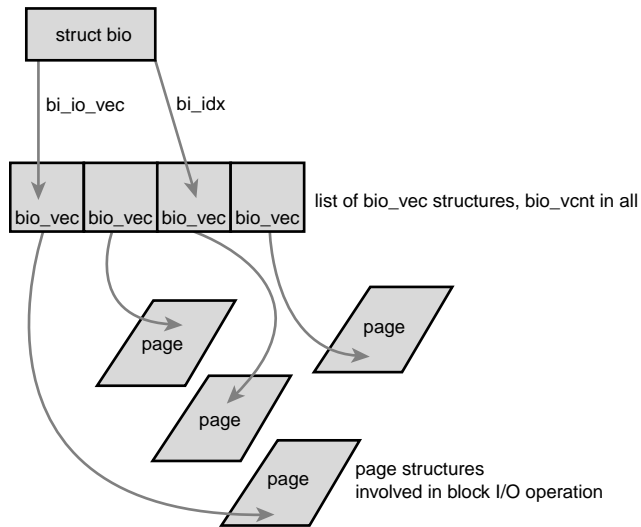 struct bio
bi_io_vec
bi_idx
bio_vec bio_vec bio_vec bio_vec
list of bio_vec structures, bio_vcnt in all
page
page
page
page
page structures
involved in block I/O operation